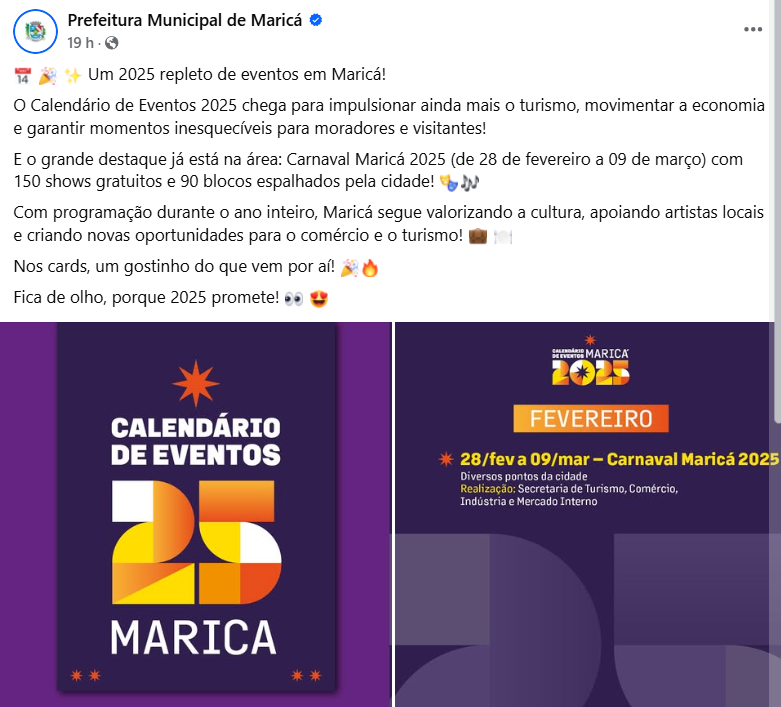 Prefeitura Municipal de Maricá
19 h ·
📅 🎉 ✨ Um 2025 repleto de eventos em Maricá!
O Calendário de Eventos 2025 chega para impulsionar ainda mais o turismo, movimentar a economia
e garantir momentos inesquecíveis para moradores e visitantes!
E o grande destaque já está na área: Carnaval Maricá 2025 (de 28 de fevereiro a 09 de março) com
150 shows gratuitos e 90 blocos espalhados pela cidade! 🎭🎶
Com programação durante o ano inteiro, Maricá segue valorizando a cultura, apoiando artistas locais
e criando novas oportunidades para o comércio e o turismo! 💼 🍽️
Nos cards, um gostinho do que vem por aí! 🎉🔥
Fica de olho, porque 2025 promete! 👀 😍
CALENDÁRIO
DE EVENTOS
25
MARICA
CALENDÁRIO
DE EVENTOS MARICÁ
2025
FEVEREIRO
28/fev a 09/mar – Carnaval Maricá 2025
Diversos pontos da cidade
Realização: Secretaria de Turismo, Comércio,
Indústria e Mercado Interno